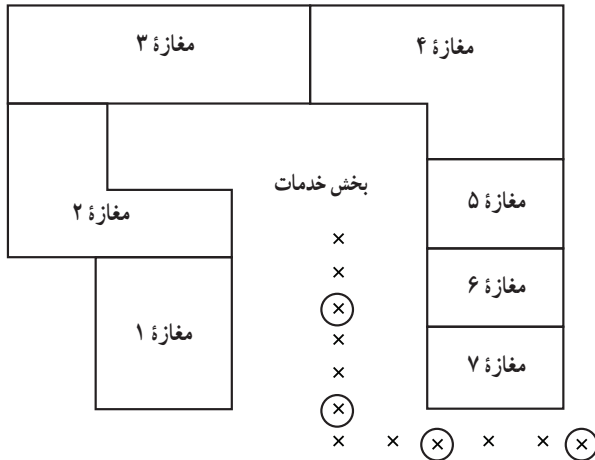 مغازهٔ ۳
مغازهٔ ۴
بخش خدمات
مغازهٔ ۵
مغازهٔ ۲
مغازهٔ ۶
مغازهٔ ۱
مغازهٔ ۷